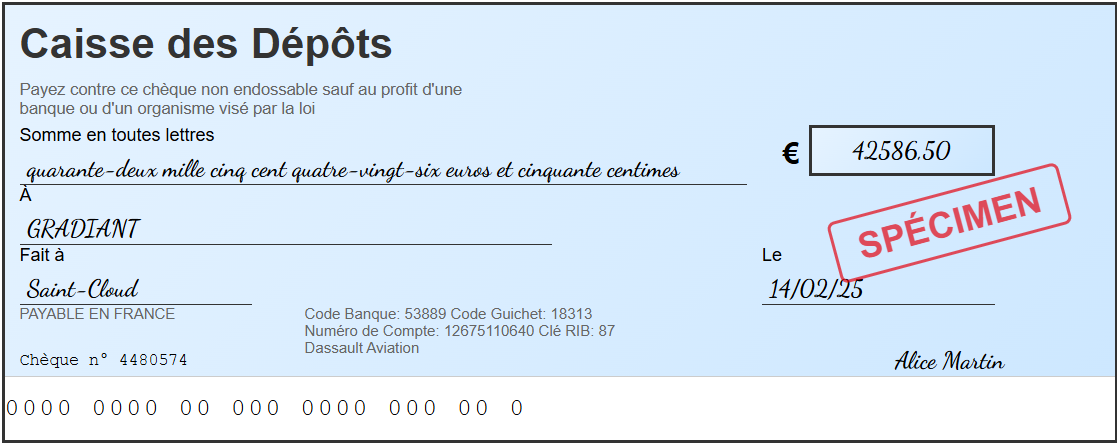 Caisse des Dépôts
Payez contre ce chèque non endossable sauf au profit d'une
banque ou d'un organisme visé par la loi
Somme en toutes lettres
€ 42586.50
quarante-deux mille cinq cent quatre-vingt-six euros et cinquante centimes
À
GRADIANT
SPÉCIMEN
Fait à
Le
Saint-Cloud
14/02/25
PAYABLE EN FRANCE
Code Banque: 53889 Code Guichet: 18313
Numéro de Compte: 12675110640 Clé RIB: 87
Dassault Aviation
Chèque n° 4480574
Alice Martin
0000 0000 00 000 0000 000 00 0